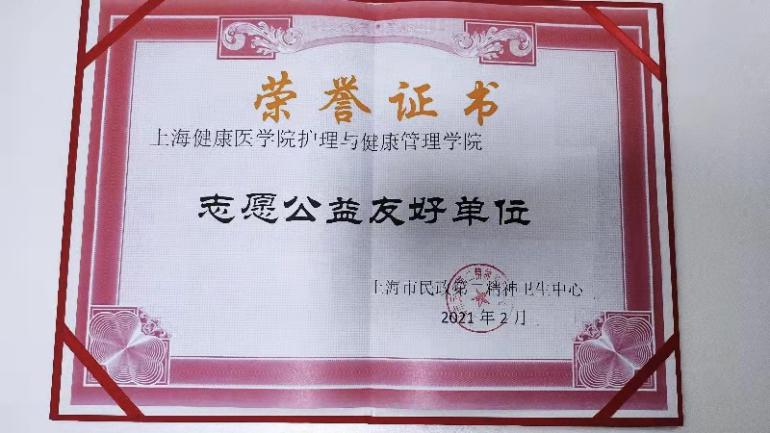 荣誉证书
上海健康医学院护理与健康管理学院
志愿公益友好单位
上海市民政第二精神卫生中心
2021年2月